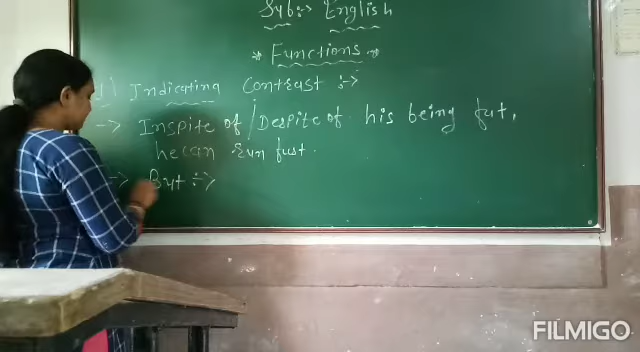 Sub:- English
* Functions *
1) Indicating Contrast :->
-> Inspite of / Despite of his being fat,
he can run fast.
-> But :->
FILMIGO